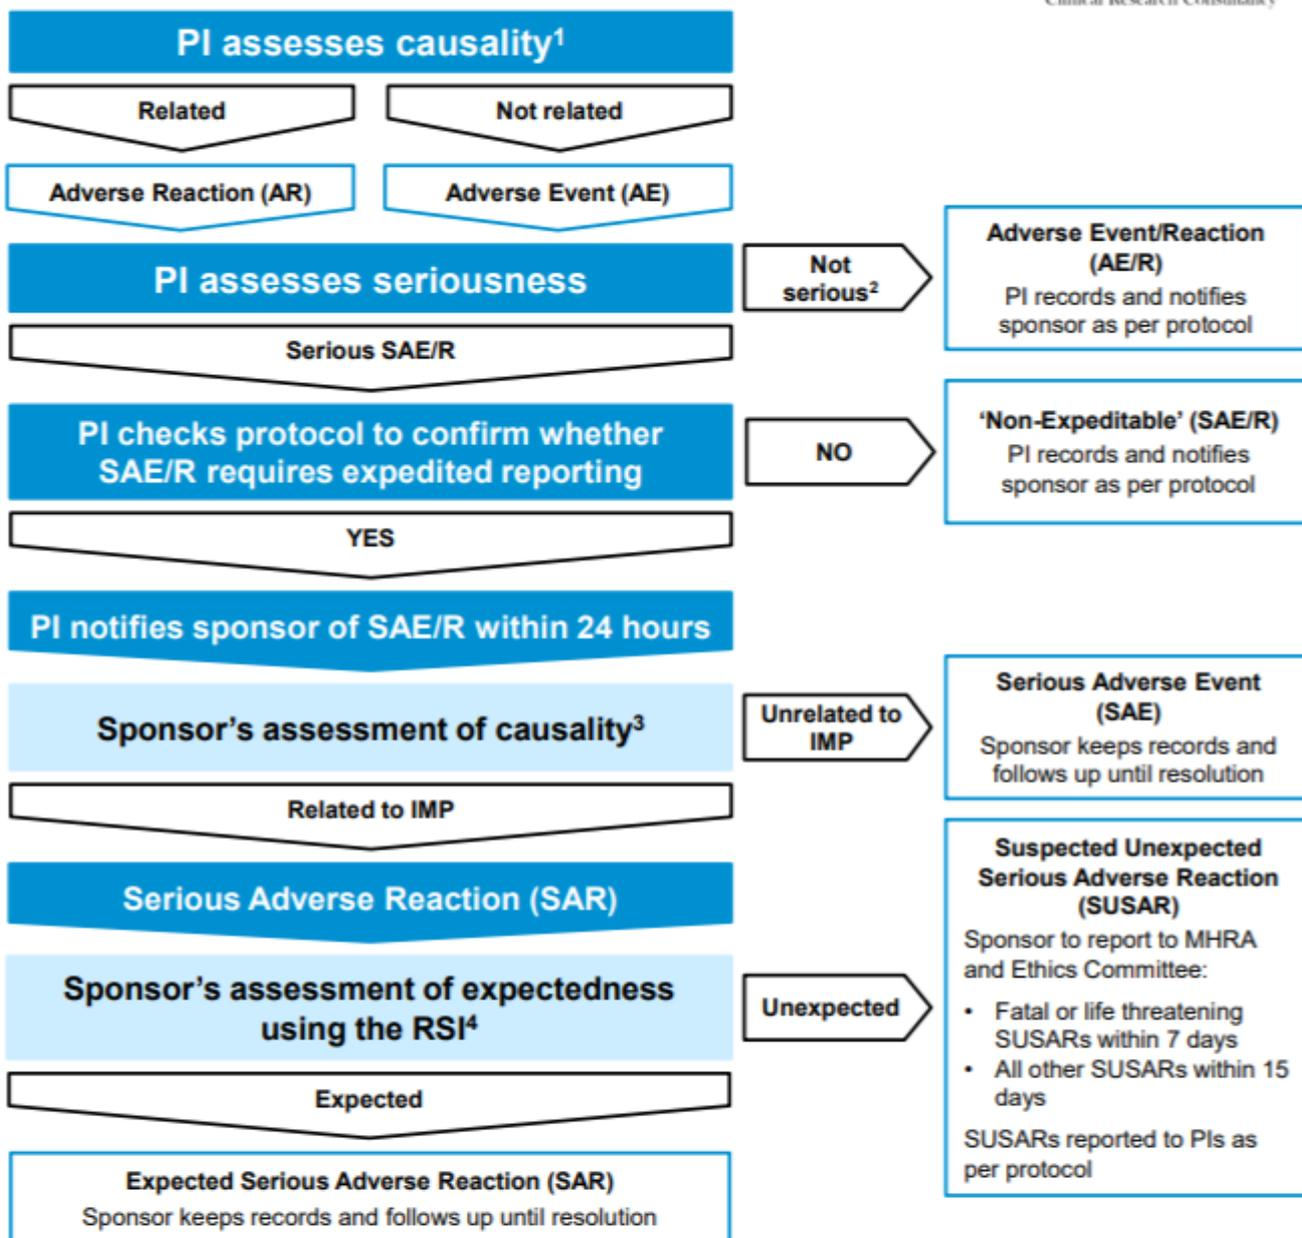 Clinical Research Consultancy
PI assesses causality¹
Related
Not related
Adverse Reaction (AR)
Adverse Event (AE)
PI assesses seriousness
Not
serious²
Adverse Event/Reaction
(AE/R)
PI records and notifies
sponsor as per protocol
Serious SAE/R
PI checks protocol to confirm whether
SAE/R requires expedited reporting
NO
‘Non-Expeditable’ (SAE/R)
PI records and notifies
sponsor as per protocol
YES
PI notifies sponsor of SAE/R within 24 hours
Sponsor’s assessment of causality³
Unrelated to
IMP
Serious Adverse Event
(SAE)
Sponsor keeps records and
follows up until resolution
Related to IMP
Serious Adverse Reaction (SAR)
Sponsor’s assessment of expectedness
using the RSI⁴
Unexpected
Suspected Unexpected
Serious Adverse Reaction
(SUSAR)
Sponsor to report to MHRA
and Ethics Committee:
• Fatal or life threatening
SUSARs within 7 days
• All other SUSARs within 15
days
SUSARs reported to PIs as
per protocol
Expected
Expected Serious Adverse Reaction (SAR)
Sponsor keeps records and follows up until resolution